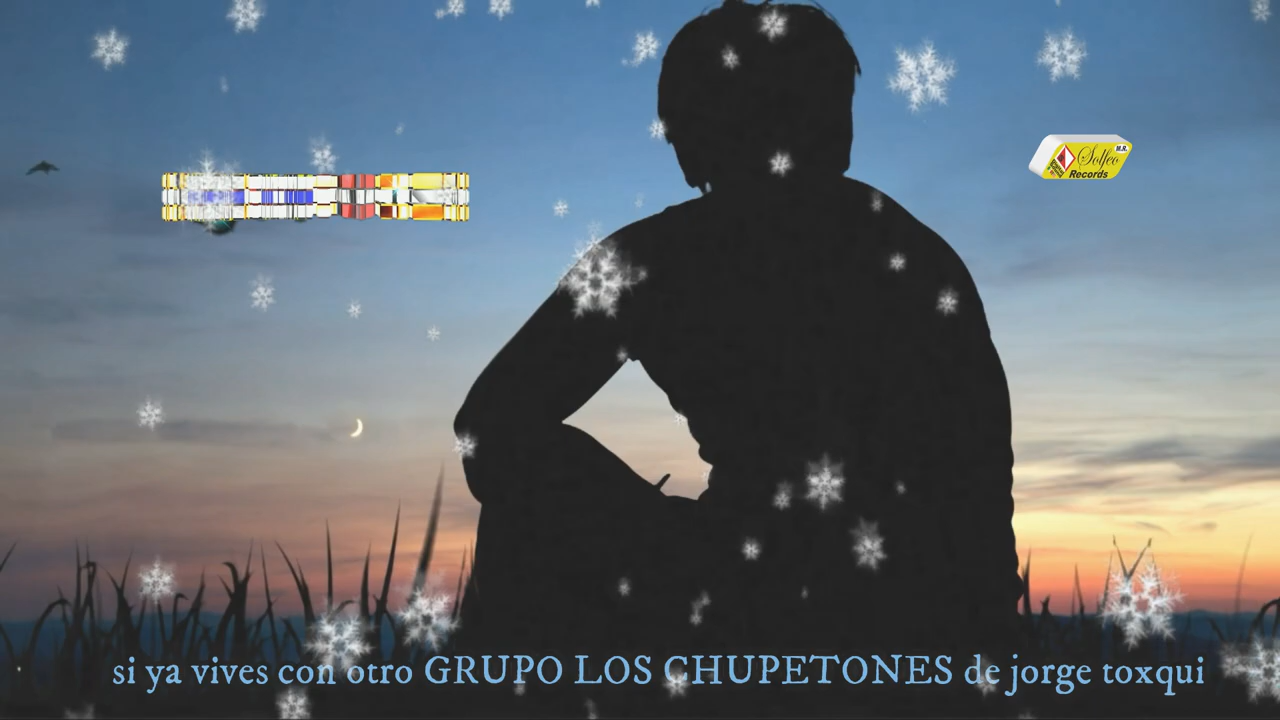 Solfeo
M.R.
Records
si ya vives con otro GRUPO LOS CHUPETONES de jorge toxqui